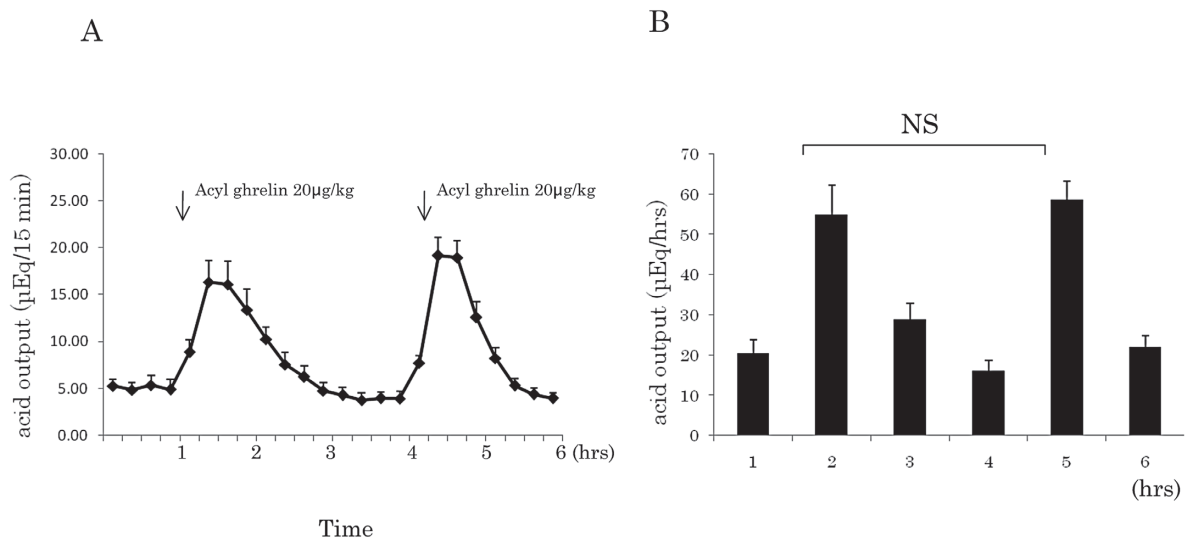 A
acid output (µEq/15 min)
30.00
25.00
20.00
15.00
10.00
5.00
0.00
Acyl ghrelin 20µg/kg
Acyl ghrelin 20µg/kg
1 2 3 4 5 6 (hrs)
Time
B
NS
acid output (µEq/hrs)
70
60
50
40
30
20
10
0
1 2 3 4 5 6
(hrs)